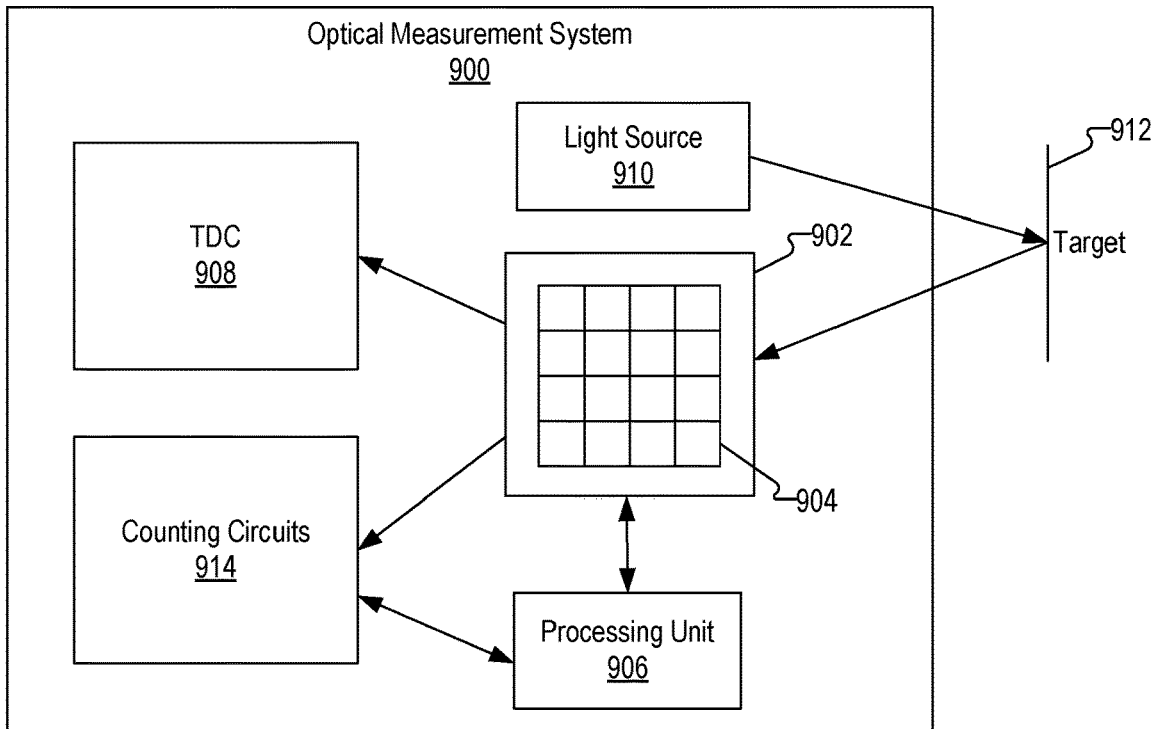 Optical Measurement System
900
Light Source
910
912
TDC
908
902
Target
904
Counting Circuits
914
Processing Unit
906